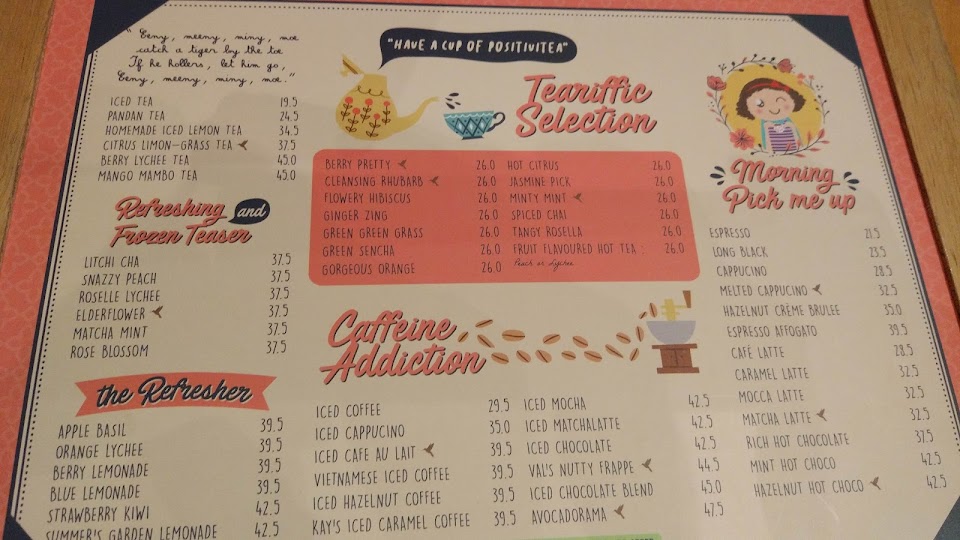 "Eeny, meeny, miny, moe
catch a tiger by the toe
If he hollers, let him go,
Eeny, meeny, miny, moe."
ICED TEA 19.5
PANDAN TEA 24.5
HOMEMADE ICED LEMON TEA 34.5
CITRUS LIMON-GRASS TEA 37.5
BERRY LYCHEE TEA 45.0
MANGO MAMBO TEA 45.0
Refreshing and
Frozen Teaser
LITCHI CHA 37.5
SNAZZY PEACH 37.5
ROSELLE LYCHEE 37.5
ELDERFLOWER 37.5
MATCHA MINT 37.5
ROSE BLOSSOM 37.5
the Refresher
APPLE BASIL 39.5
ORANGE LYCHEE 39.5
BERRY LEMONADE 39.5
BLUE LEMONADE 39.5
STRAWBERRY KIWI 42.5
SUMMER'S GARDEN LEMONADE 42.5
"HAVE A CUP OF POSITIVITEA"
Teariffic
Selection
BERRY PRETTY 26.0 HOT CITRUS 26.0
CLEANSING RHUBARB 26.0 JASMINE PICK 26.0
FLOWERY HIBISCUS 26.0 MINTY MINT 26.0
GINGER ZING 26.0 SPICED CHAI 26.0
GREEN GREEN GRASS 26.0 TANGY ROSELLA 26.0
GREEN SENCHA 26.0 FRUIT FLAVOURED HOT TEA : 26.0
GORGEOUS ORANGE 26.0 Peach or Lychee
Caffeine
Addiction
ICED COFFEE 29.5 ICED MOCHA 42.5
ICED CAPPUCINO 35.0 ICED MATCHALATTE 42.5
ICED CAFE AU LAIT 39.5 ICED CHOCOLATE 42.5
VIETNAMESE ICED COFFEE 39.5 VAL'S NUTTY FRAPPE 44.5
ICED HAZELNUT COFFEE 39.5 ICED CHOCOLATE BLEND 45.0
KAY'S ICED CARAMEL COFFEE 39.5 AVOCADORAMA 47.5
Morning
Pick me up
ESPRESSO 21.5
LONG BLACK 23.5
CAPPUCINO 28.5
MELTED CAPPUCINO 32.5
HAZELNUT CRÈME BRULEE 35.0
ESPRESSO AFFOGATO 39.5
CAFÉ LATTE 28.5
CARAMEL LATTE 32.5
MOCCA LATTE 32.5
MATCHA LATTE 32.5
RICH HOT CHOCOLATE 37.5
MINT HOT CHOCO 42.5
HAZELNUT HOT CHOCO 42.5